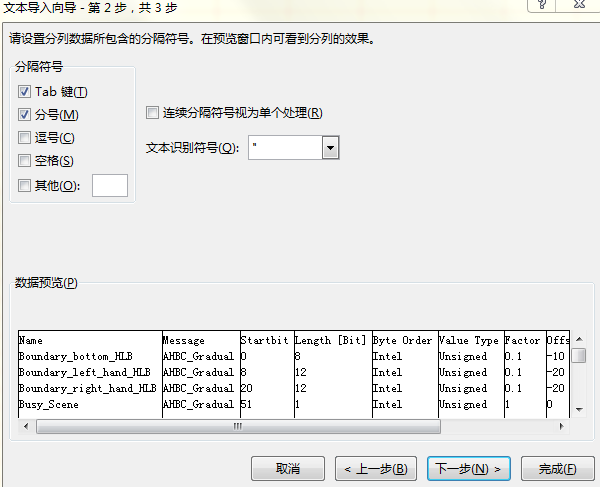 文本导入向导 - 第 2 步，共 3 步
请设置分列数据所包含的分隔符号。在预览窗口内可看到分列的效果。
分隔符号
Tab 键(T)
分号(M)
逗号(C)
空格(S)
其他(O):
连续分隔符号视为单个处理(R)
文本识别符号(Q): "
数据预览(P)
Name Message Startbit Length [Bit] Byte Order Value Type Factor Offs
Boundary_bottom_HLB AHBC_Gradual 0 8 Intel Unsigned 0.1 -10
Boundary_left_hand_HLB AHBC_Gradual 8 12 Intel Unsigned 0.1 -20
Boundary_right_hand_HLB AHBC_Gradual 20 12 Intel Unsigned 0.1 -20
Busy_Scene AHBC_Gradual 51 1 Intel Unsigned 1 0
取消 < 上一步(B) 下一步(N) > 完成(F)